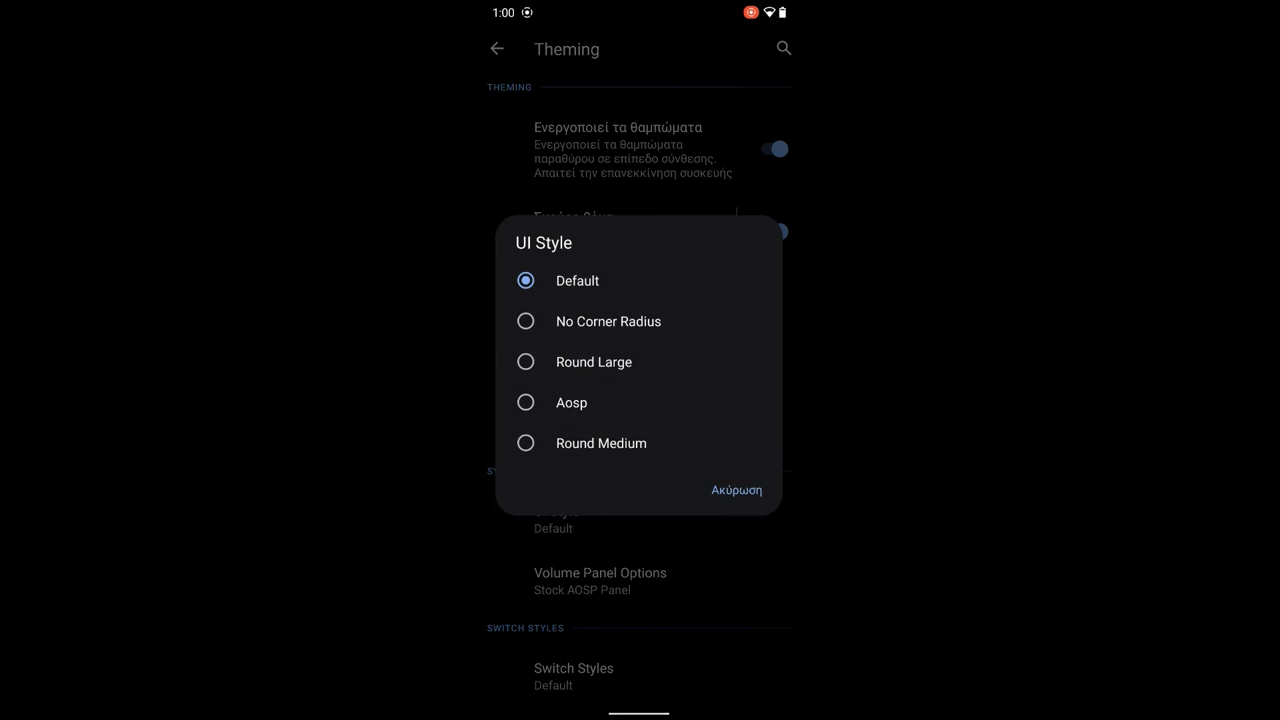 1:00
Theming
THEMING
Ενεργοποιεί τα θαμπώματα
Ενεργοποιεί τα θαμπώματα
παραθύρου σε επίπεδο σύνθεσης.
Απαιτεί την επανεκκίνηση συσκευής
UI Style
Default
No Corner Radius
Round Large
Aosp
Round Medium
Ακύρωση
Default
Volume Panel Options
Stock AOSP Panel
SWITCH STYLES
Switch Styles
Default